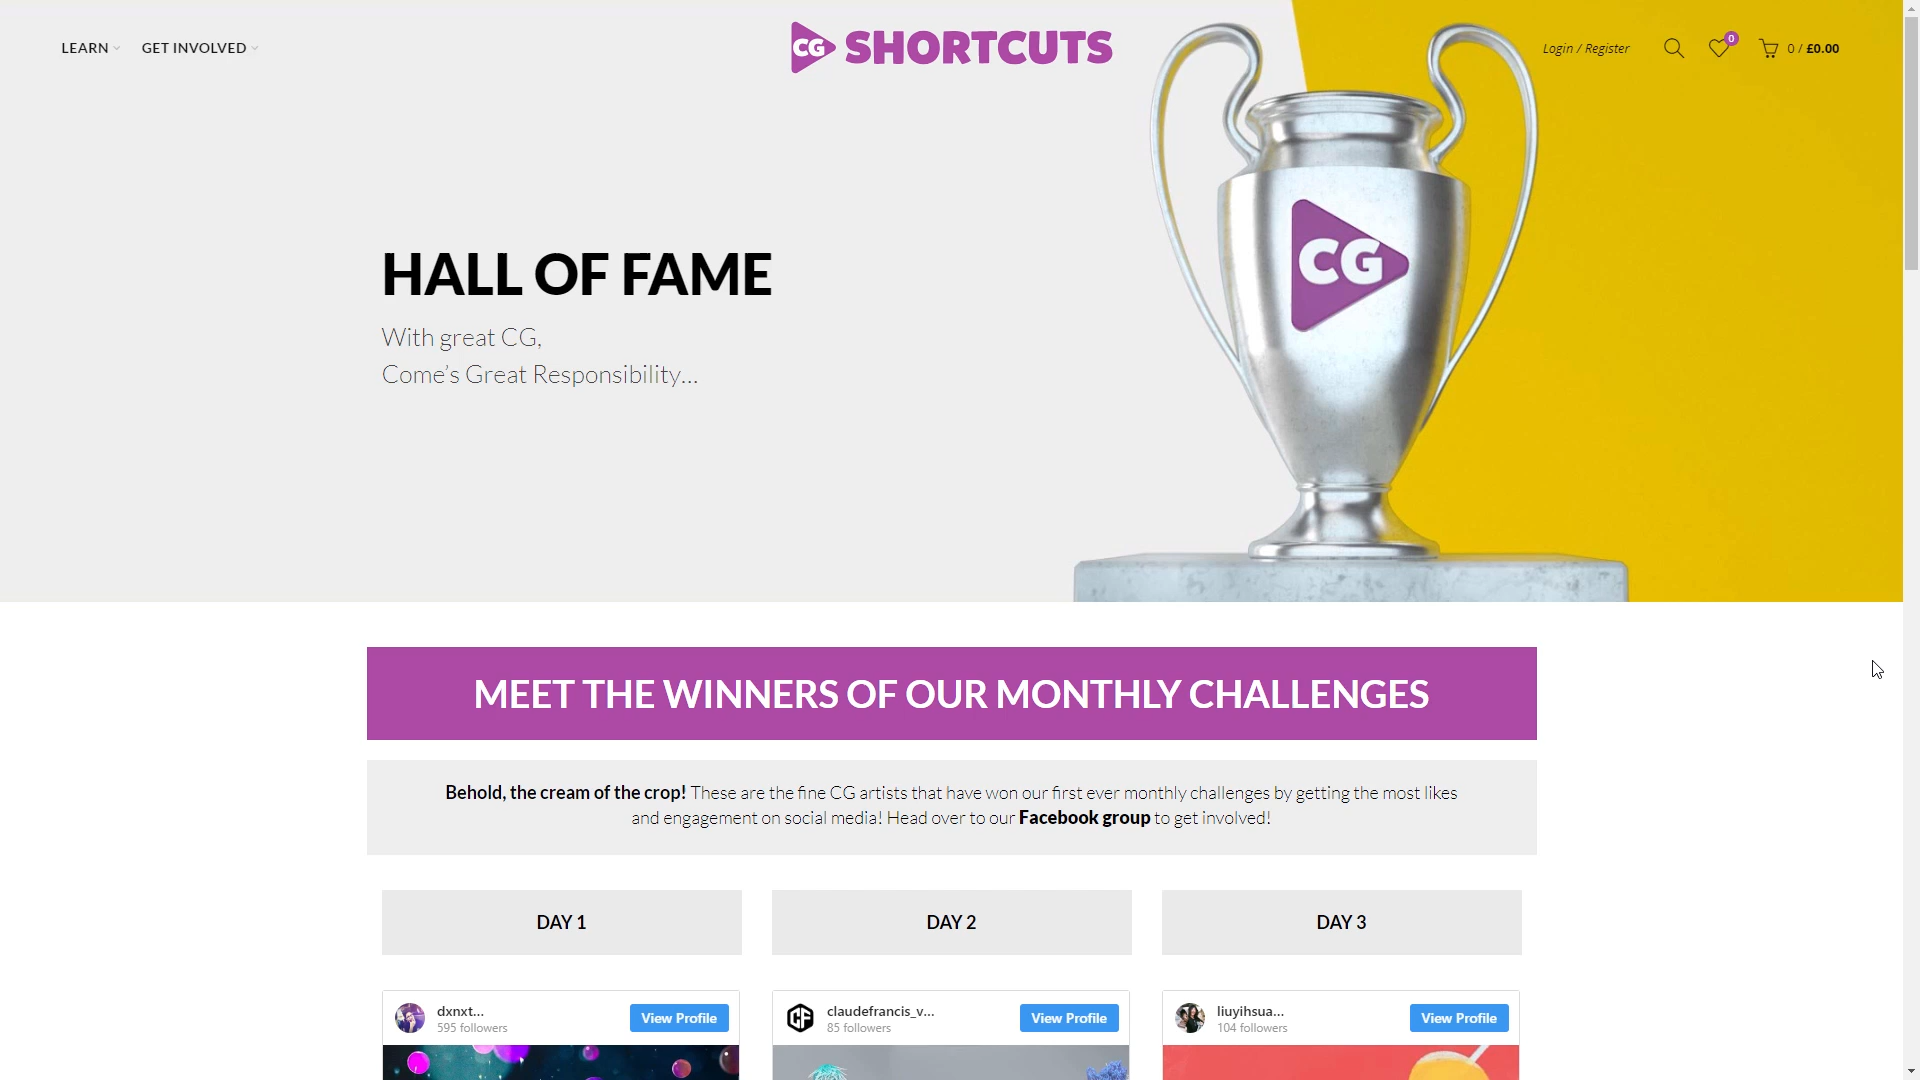 LEARN
GET INVOLVED
CG SHORTCUTS
Login / Register
0
0 / £0.00
CG
HALL OF FAME
With great CG,
Come's Great Responsibility...
MEET THE WINNERS OF OUR MONTHLY CHALLENGES
Behold, the cream of the crop! These are the fine CG artists that have won our first ever monthly challenges by getting the most likes
and engagement on social media! Head over to our Facebook group to get involved!
DAY 1
DAY 2
DAY 3
dxnxt...
595 followers
View Profile
CF
claudefrancis_v...
85 followers
View Profile
liuyihsua...
104 followers
View Profile